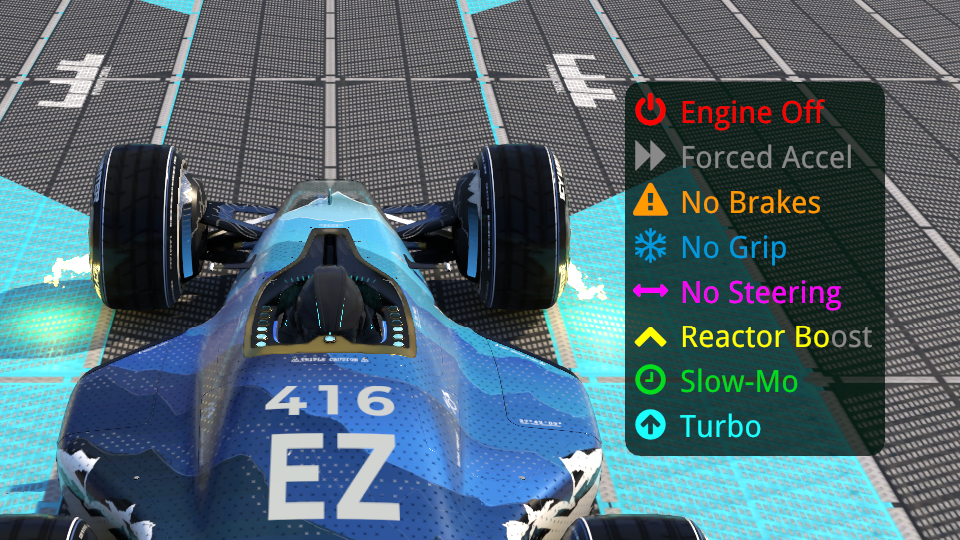 Engine Off
Forced Accel
No Brakes
No Grip
No Steering
Reactor Boost
Slow-Mo
Turbo
416
EZ